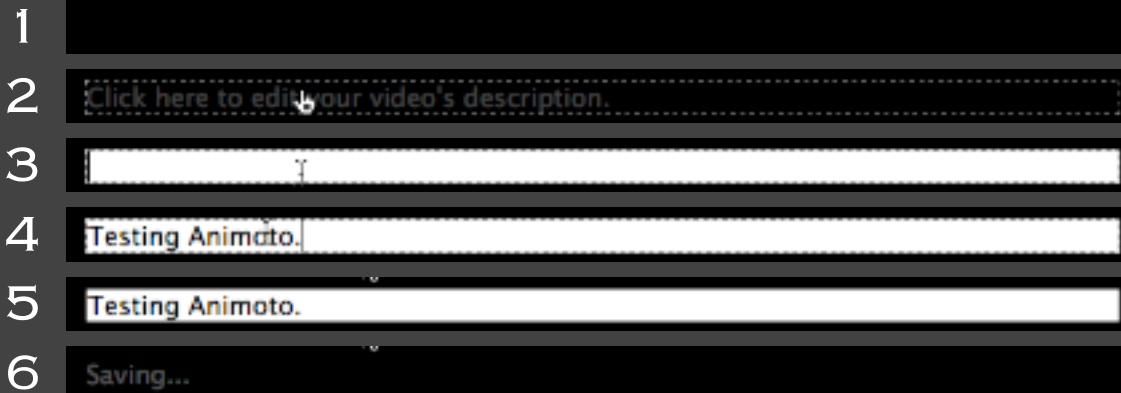 1
2 Click here to edit your video's description.
3
4 Testing Animoto.
5 Testing Animoto.
6 Saving...